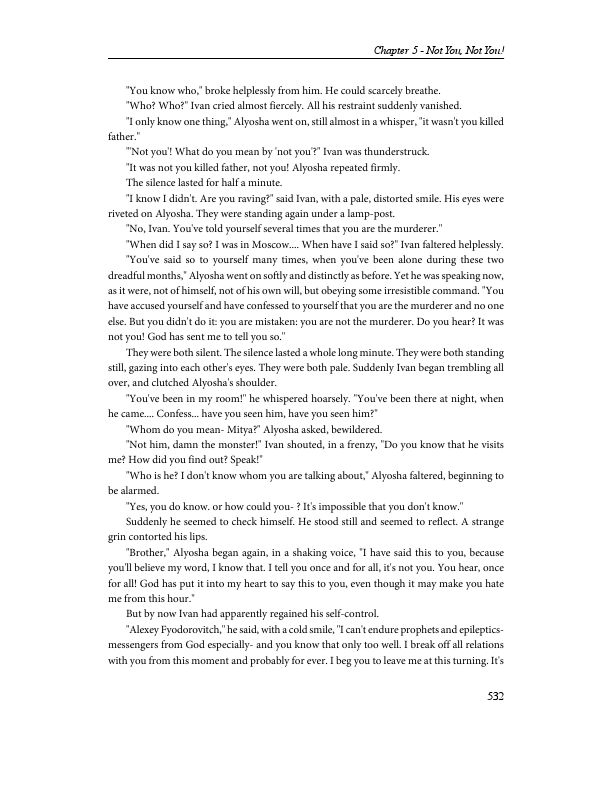 Chapter 5 - Not You, Not You!
"You know who," broke helplessly from him. He could scarcely breathe.
"Who? Who?" Ivan cried almost fiercely. All his restraint suddenly vanished.
"I only know one thing," Alyosha went on, still almost in a whisper, "it wasn't you killed
father."
"'Not you'! What do you mean by 'not you'?" Ivan was thunderstruck.
"It was not you killed father, not you! Alyosha repeated firmly.
The silence lasted for half a minute.
"I know I didn't. Are you raving?" said Ivan, with a pale, distorted smile. His eyes were
riveted on Alyosha. They were standing again under a lamp-post.
"No, Ivan. You've told yourself several times that you are the murderer."
"When did I say so? I was in Moscow.... When have I said so?" Ivan faltered helplessly.
"You've said so to yourself many times, when you've been alone during these two
dreadful months," Alyosha went on softly and distinctly as before. Yet he was speaking now,
as it were, not of himself, not of his own will, but obeying some irresistible command. "You
have accused yourself and have confessed to yourself that you are the murderer and no one
else. But you didn't do it: you are mistaken: you are not the murderer. Do you hear? It was
not you! God has sent me to tell you so."
They were both silent. The silence lasted a whole long minute. They were both standing
still, gazing into each other's eyes. They were both pale. Suddenly Ivan began trembling all
over, and clutched Alyosha's shoulder.
"You've been in my room!" he whispered hoarsely. "You've been there at night, when
he came.... Confess... have you seen him, have you seen him?"
"Whom do you mean- Mitya?" Alyosha asked, bewildered.
"Not him, damn the monster!" Ivan shouted, in a frenzy, "Do you know that he visits
me? How did you find out? Speak!"
"Who is he? I don't know whom you are talking about," Alyosha faltered, beginning to
be alarmed.
"Yes, you do know. or how could you- ? It's impossible that you don't know."
Suddenly he seemed to check himself. He stood still and seemed to reflect. A strange
grin contorted his lips.
"Brother," Alyosha began again, in a shaking voice, "I have said this to you, because
you'll believe my word, I know that. I tell you once and for all, it's not you. You hear, once
for all! God has put it into my heart to say this to you, even though it may make you hate
me from this hour."
But by now Ivan had apparently regained his self-control.
"Alexey Fyodorovitch," he said, with a cold smile, "I can't endure prophets and epileptics-
messengers from God especially- and you know that only too well. I break off all relations
with you from this moment and probably for ever. I beg you to leave me at this turning. It's
532